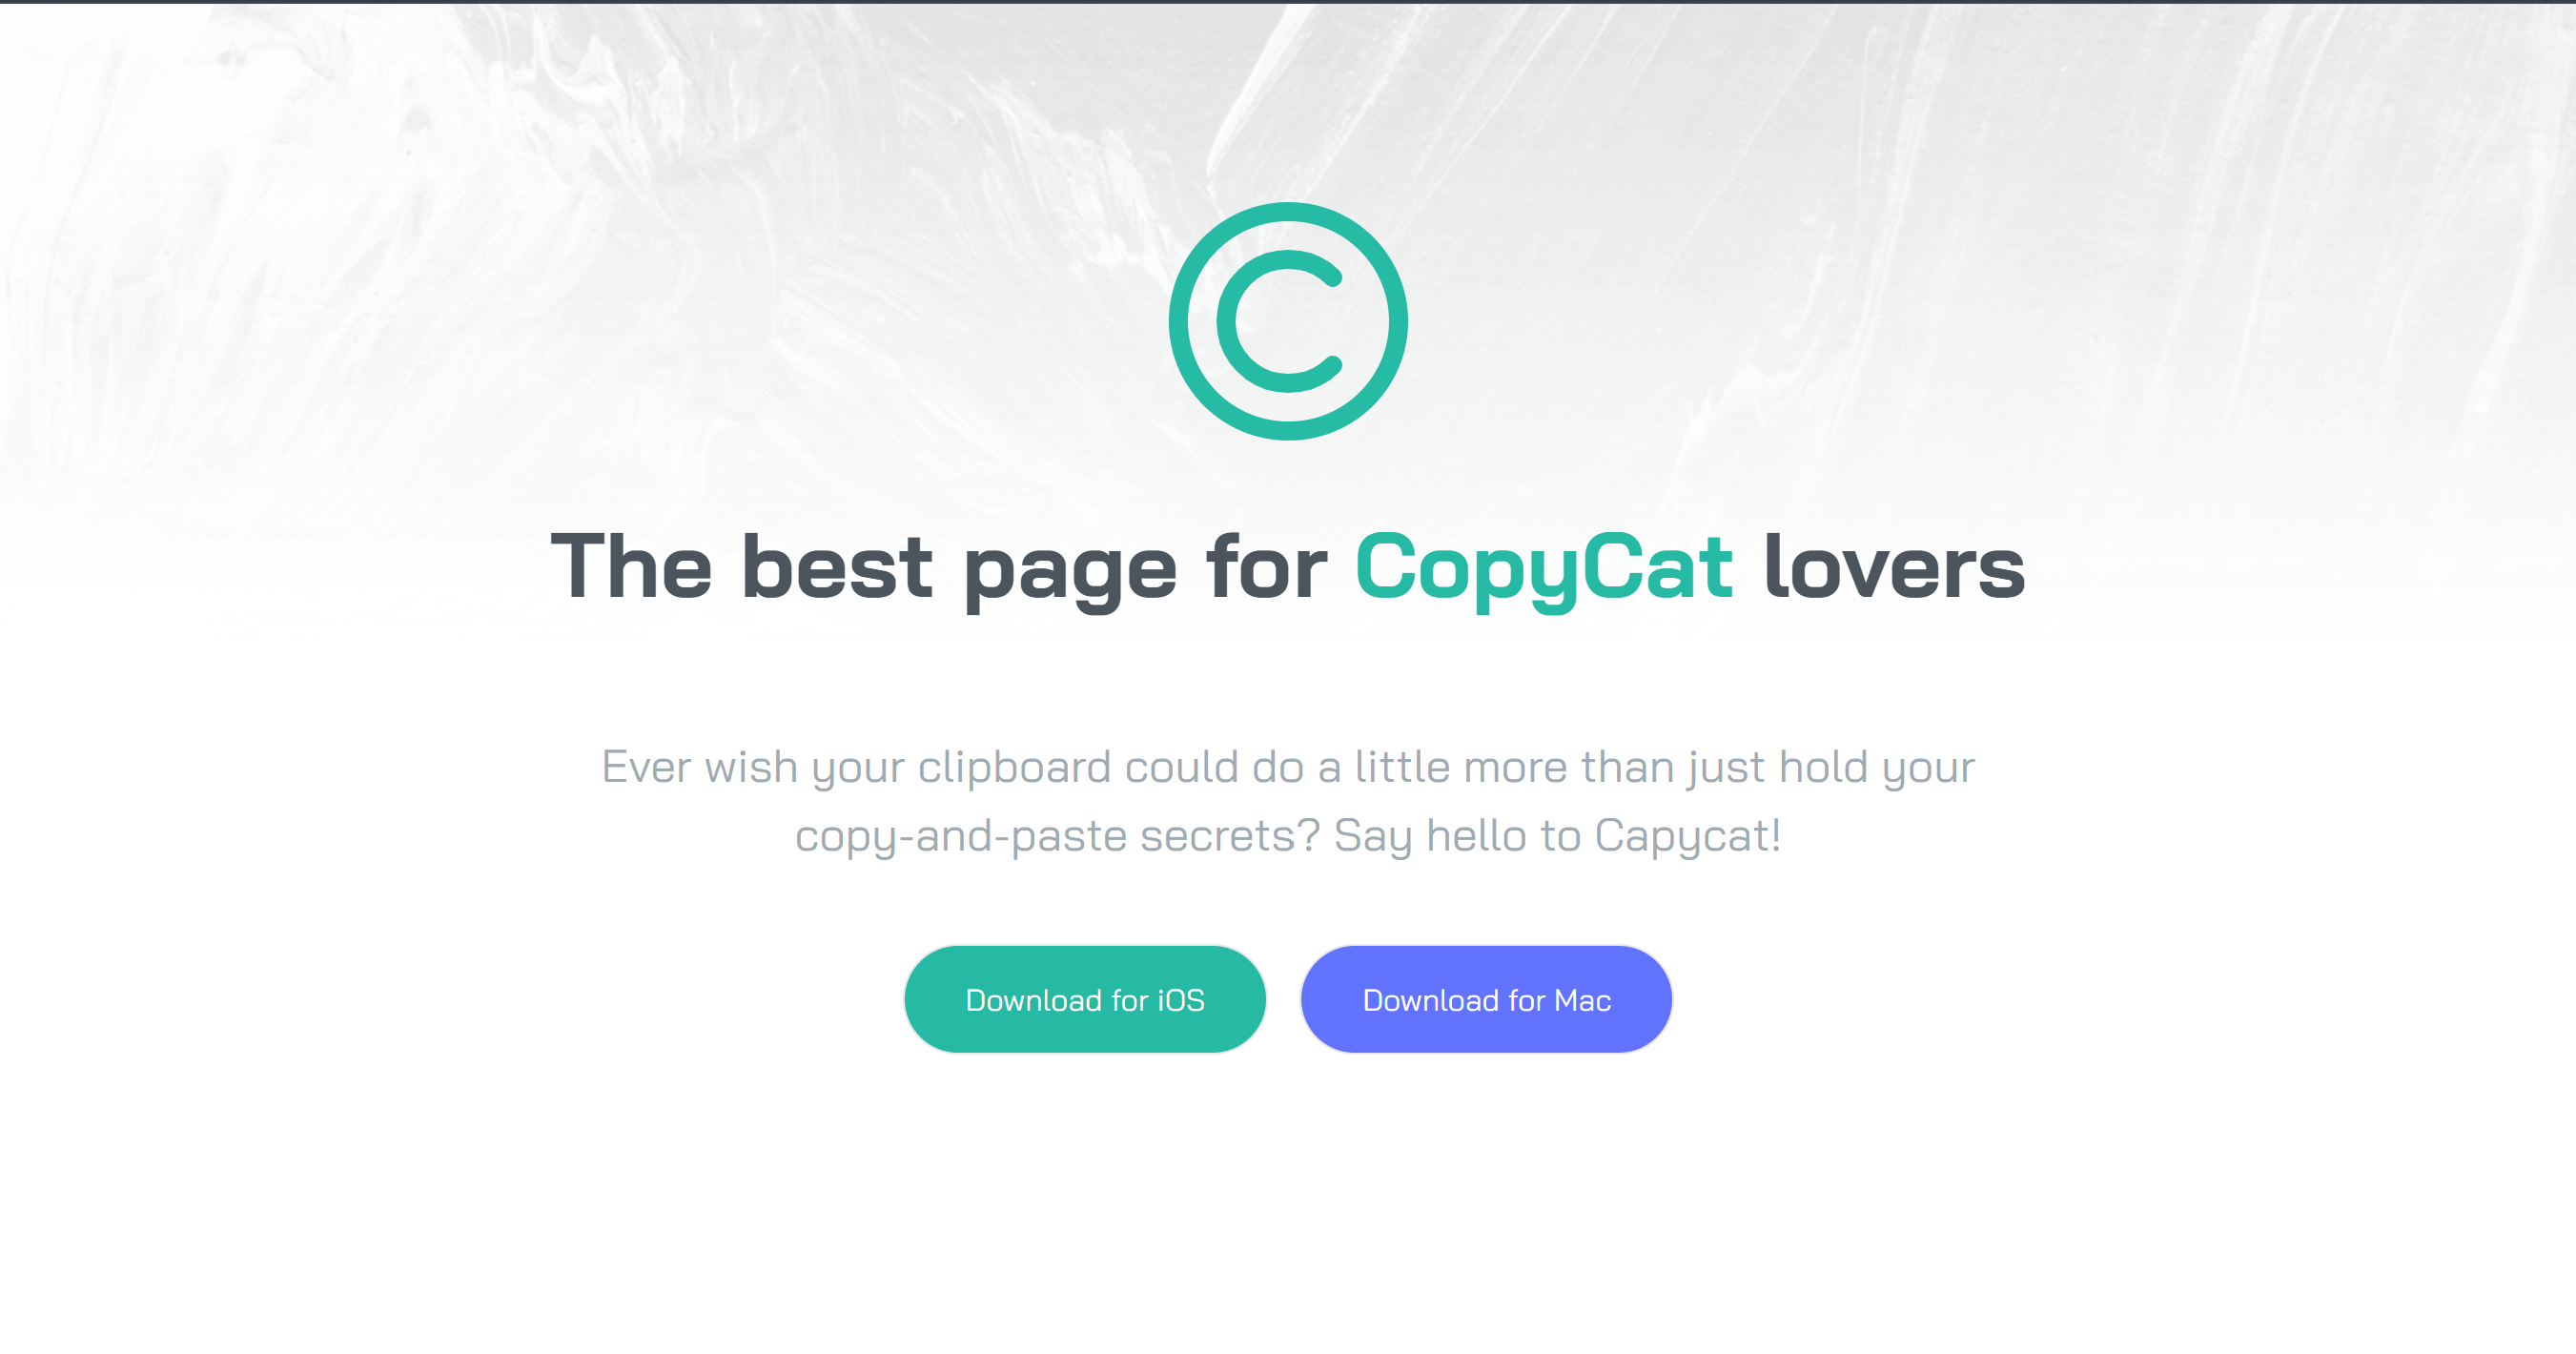 The best page for CopyCat lovers
Ever wish your clipboard could do a little more than just hold your
copy-and-paste secrets? Say hello to Capycat!
Download for iOS
Download for Mac